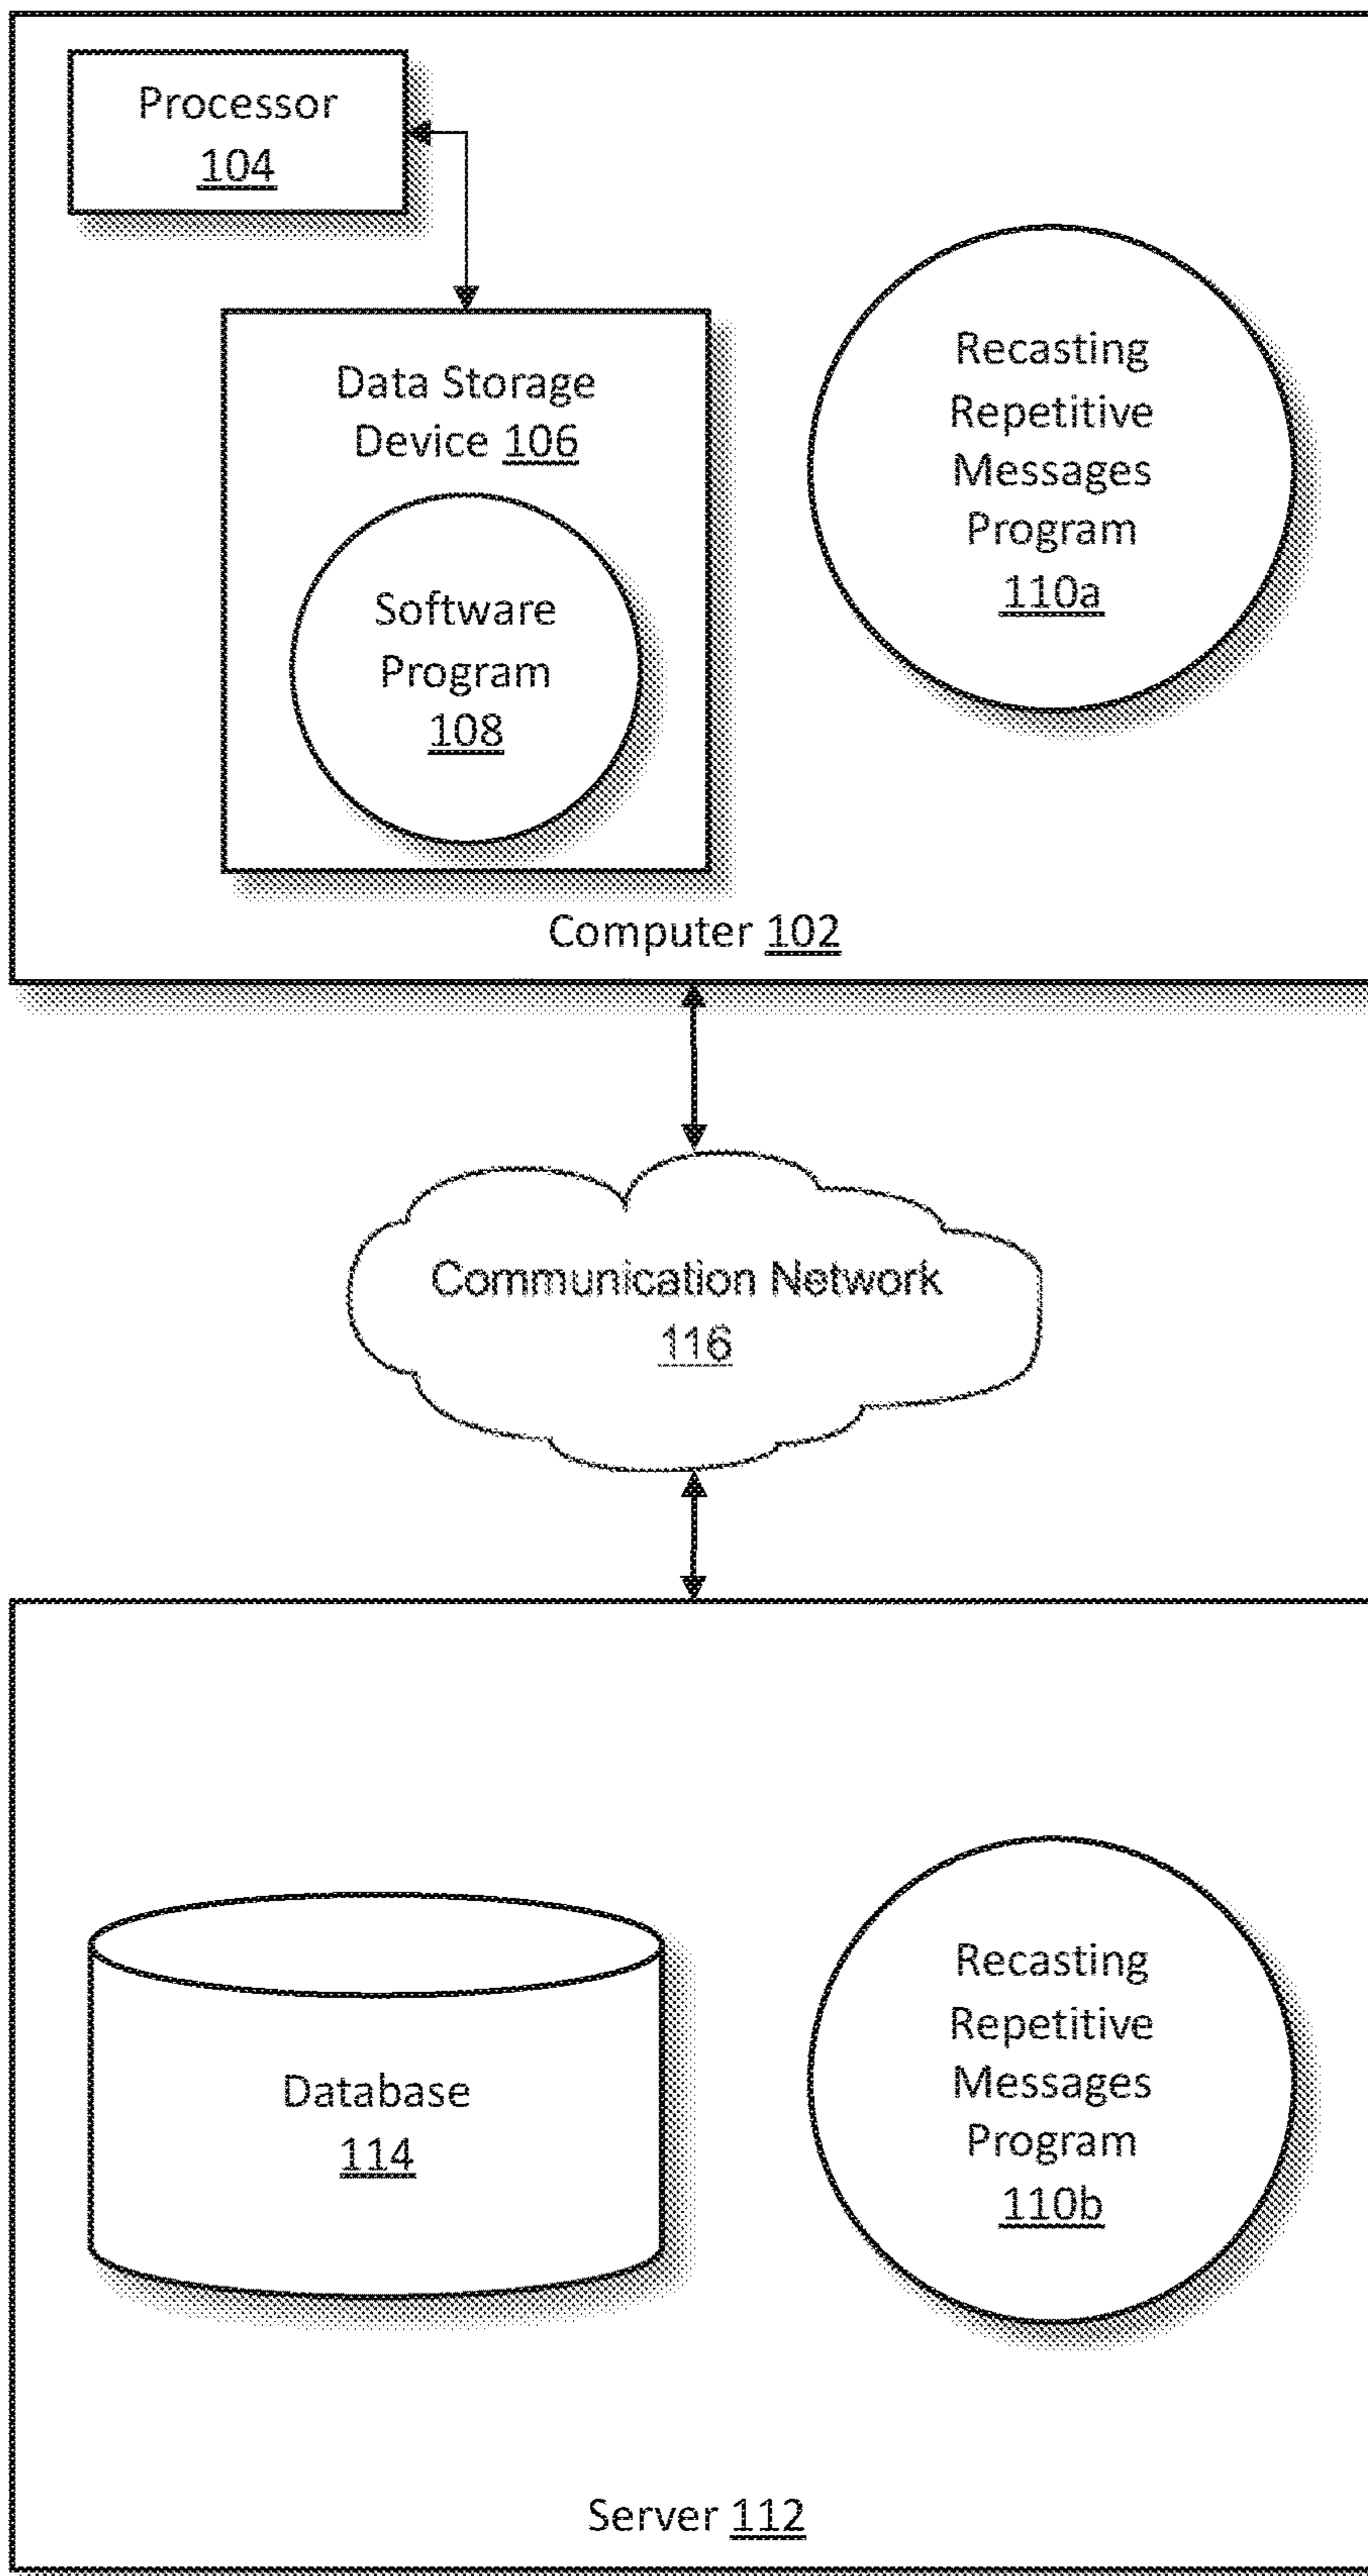 Processor
104
Data Storage
Device 106
Software
Program
108
Recasting
Repetitive
Messages
Program
110a
Computer 102
Communication Network
116
Database
114
Recasting
Repetitive
Messages
Program
110b
Server 112